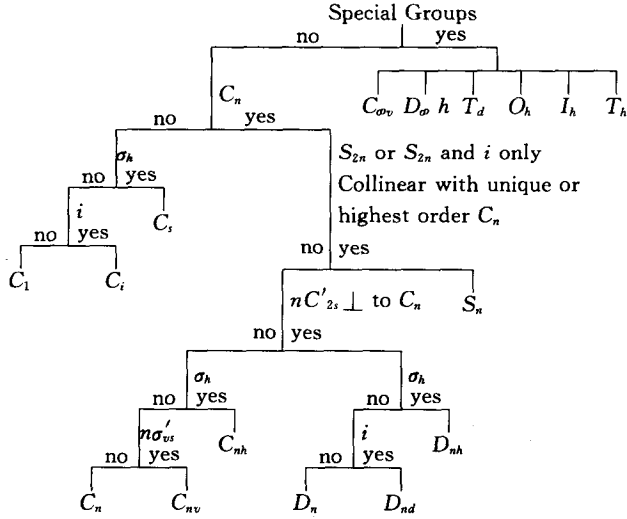 Special Groups
no yes
C∞v D∞ h Td Oh Ih Th
Cn
no yes
S2n or S2n and i only
Collinear with unique or
highest order Cn
σh
no yes
Cs
i
no yes
C1 Ci
no yes
nC'2s ⊥ to Cn
Sn
no yes
σh σh
no yes no yes
nσvs' Cnh i Dnh
no yes no yes
Cn Cnv Dn Dnd